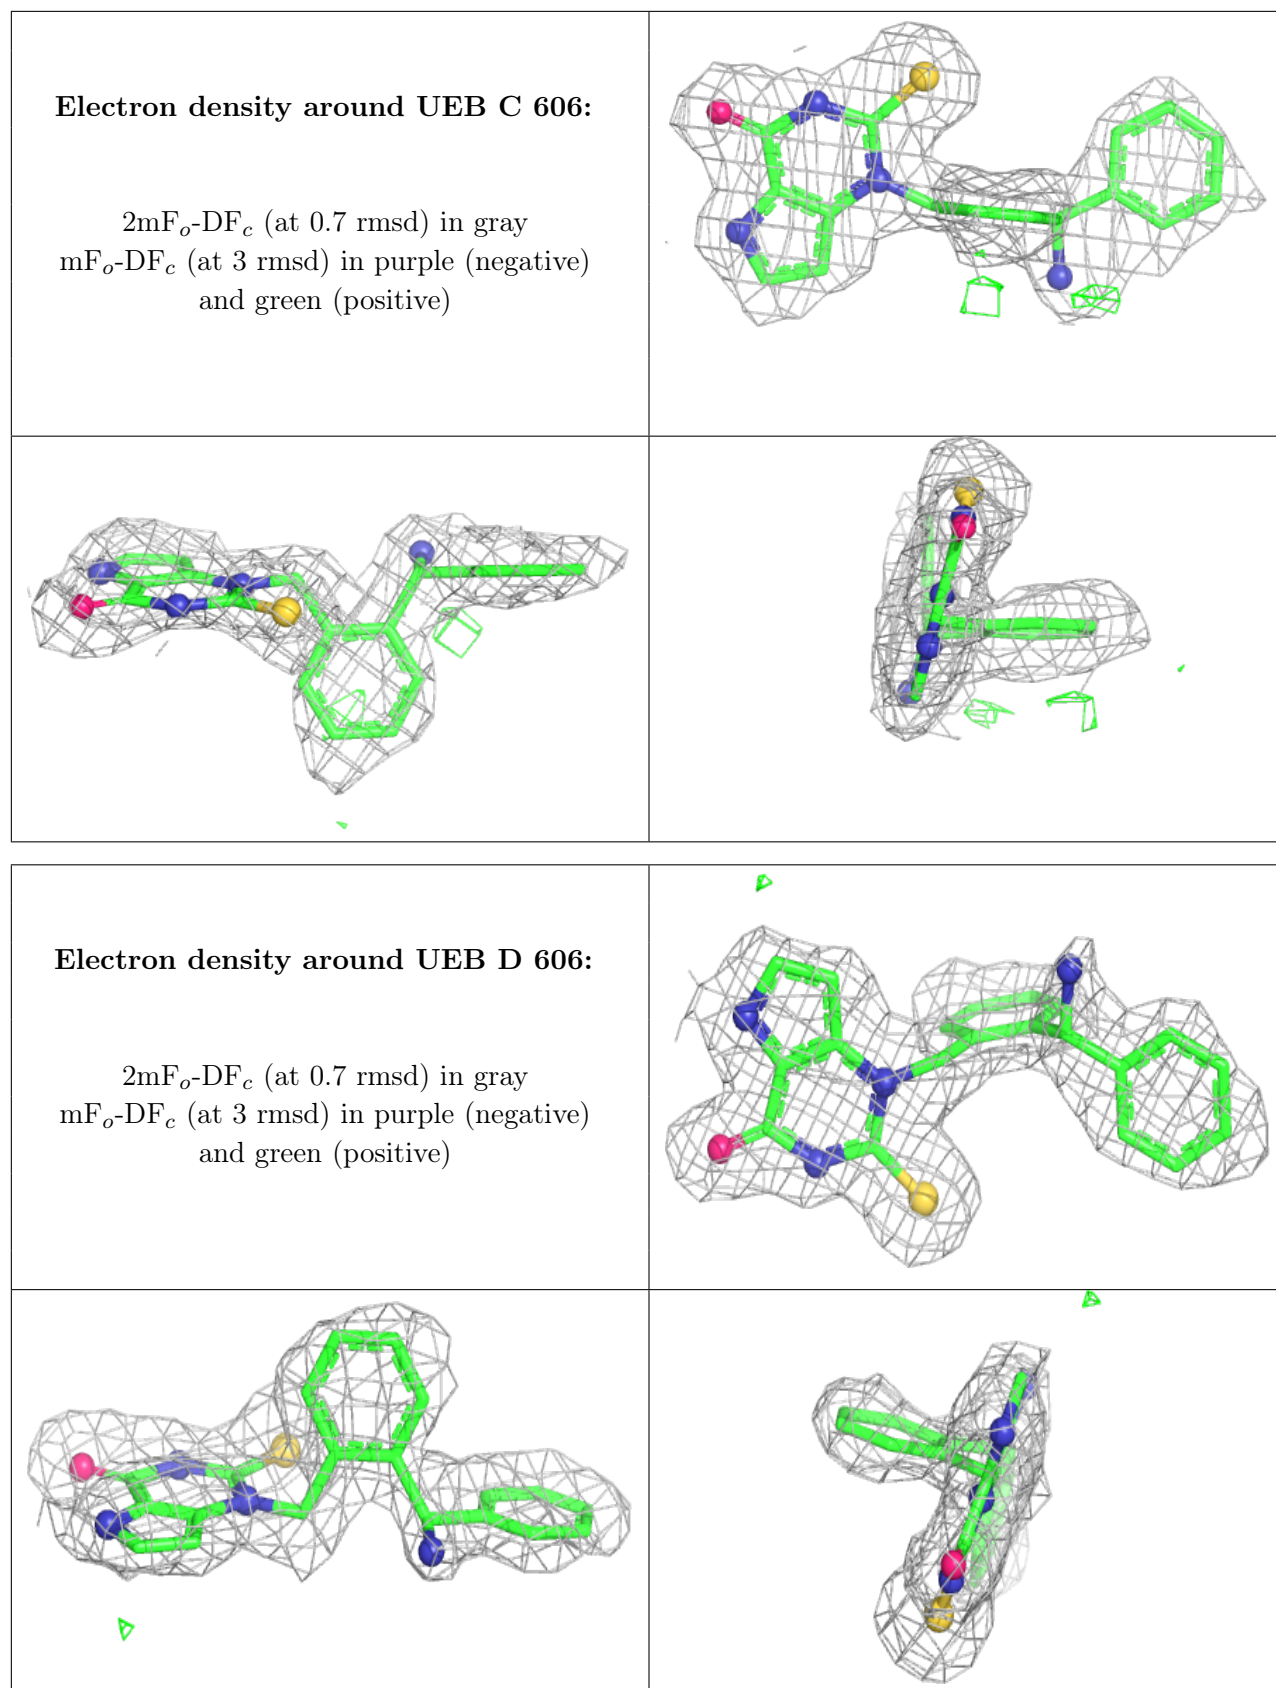 Electron density around UEB C 606:
2mFo-DFc (at 0.7 rmsd) in gray
mFo-DFc (at 3 rmsd) in purple (negative)
and green (positive)
Electron density around UEB D 606:
2mFo-DFc (at 0.7 rmsd) in gray
mFo-DFc (at 3 rmsd) in purple (negative)
and green (positive)